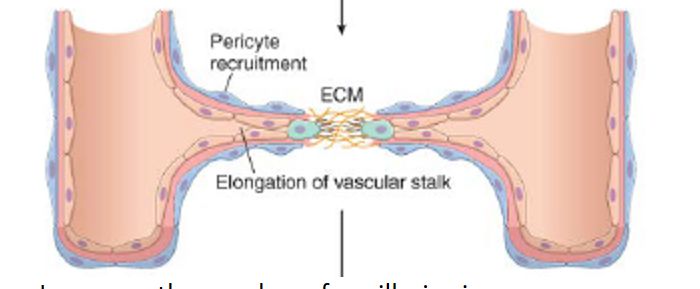 Pericyte
recruitment
ECM
Elongation of vascular stalk